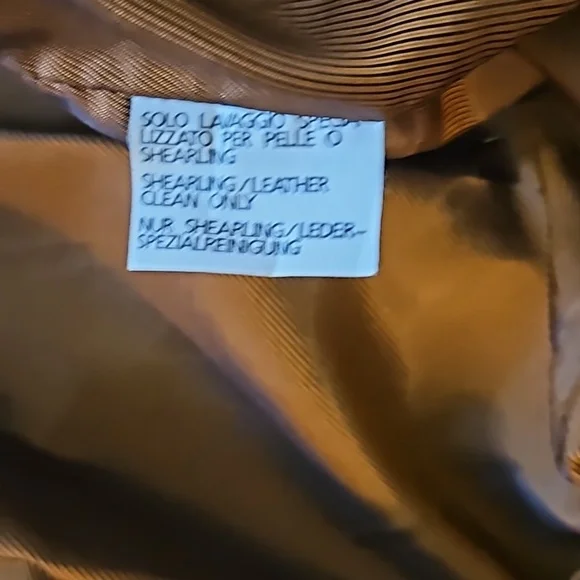 SOLO LAVAGGIO SPECIA-
LIZZATO PER PELLE O
SHEARLING
SHEARLING/LEATHER
CLEAN ONLY
NUR SHEARLING/LEDER-
SPEZIALREINIGUNG